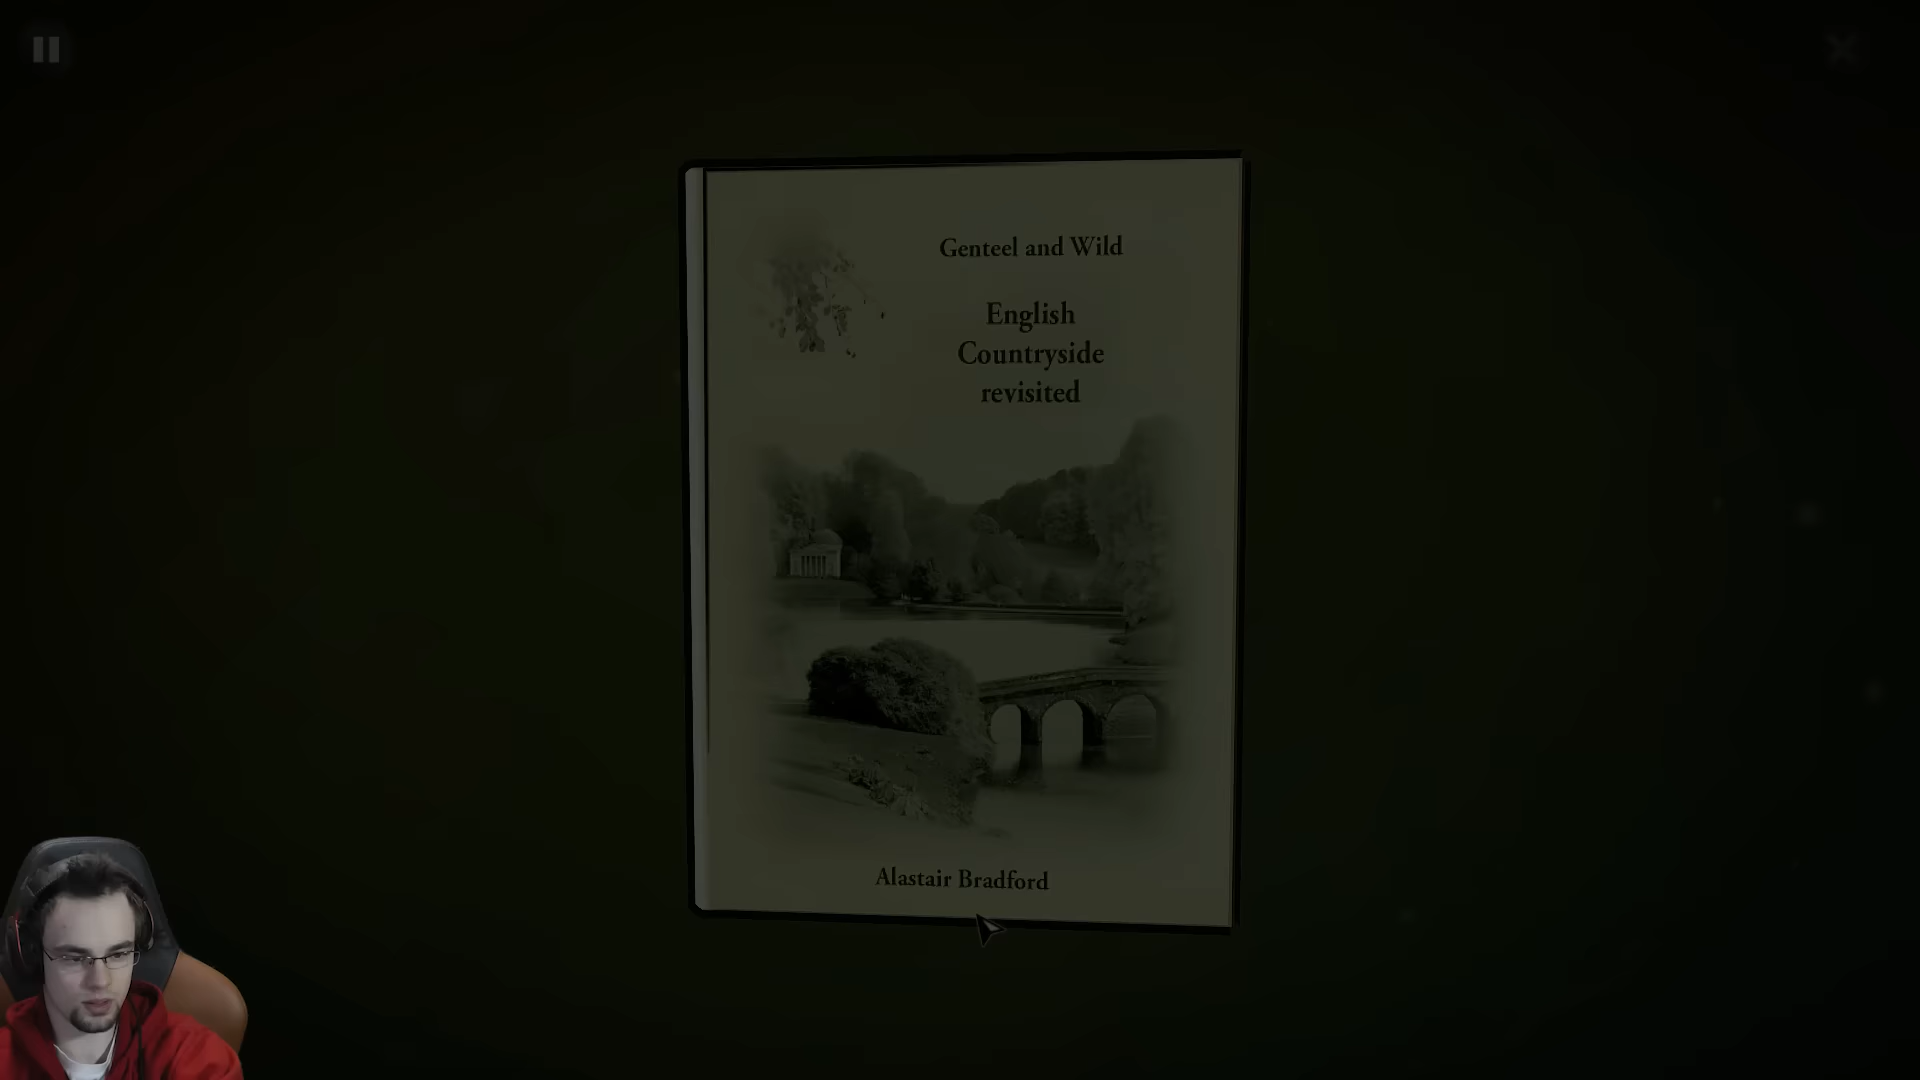 Genteel and Wild
English
Countryside
revisited
Alastair Bradford